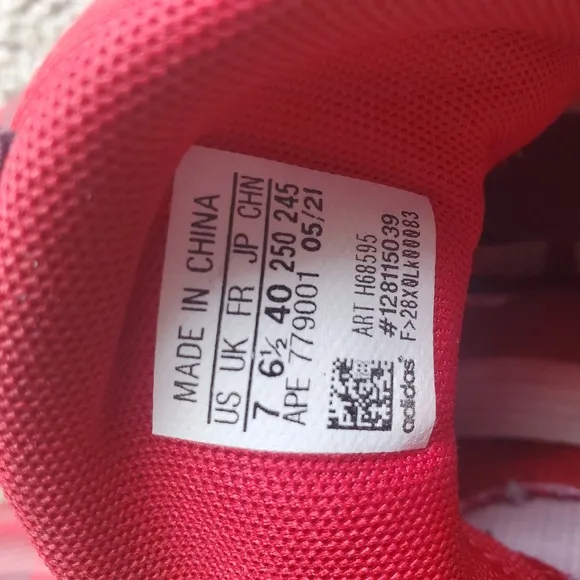 MADE IN CHINA
US UK FR JP CHN
7 6½ 40 250 245
APE 779001 05/21
ART H68595
#128115039
F>28X0Lk00083
adidas®